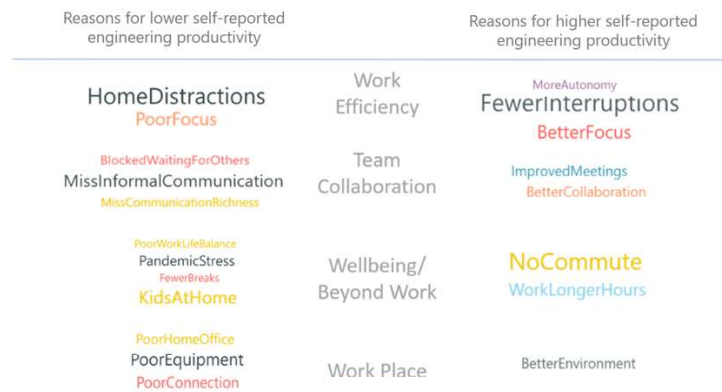 Reasons for lower self-reported
engineering productivity
Reasons for higher self-reported
engineering productivity
HomeDistractions
PoorFocus
Work
Efficiency
MoreAutonomy
FewerInterruptions
BetterFocus
BlockedWaitingForOthers
MissInformalCommunication
MissCommunicationRichness
Team
Collaboration
ImprovedMeetings
BetterCollaboration
PoorWorkLifeBalance
PandemicStress
FewerBreaks
KidsAtHome
Wellbeing/
Beyond Work
NoCommute
WorkLongerHours
PoorHomeOffice
PoorEquipment
PoorConnection
Work Place
BetterEnvironment